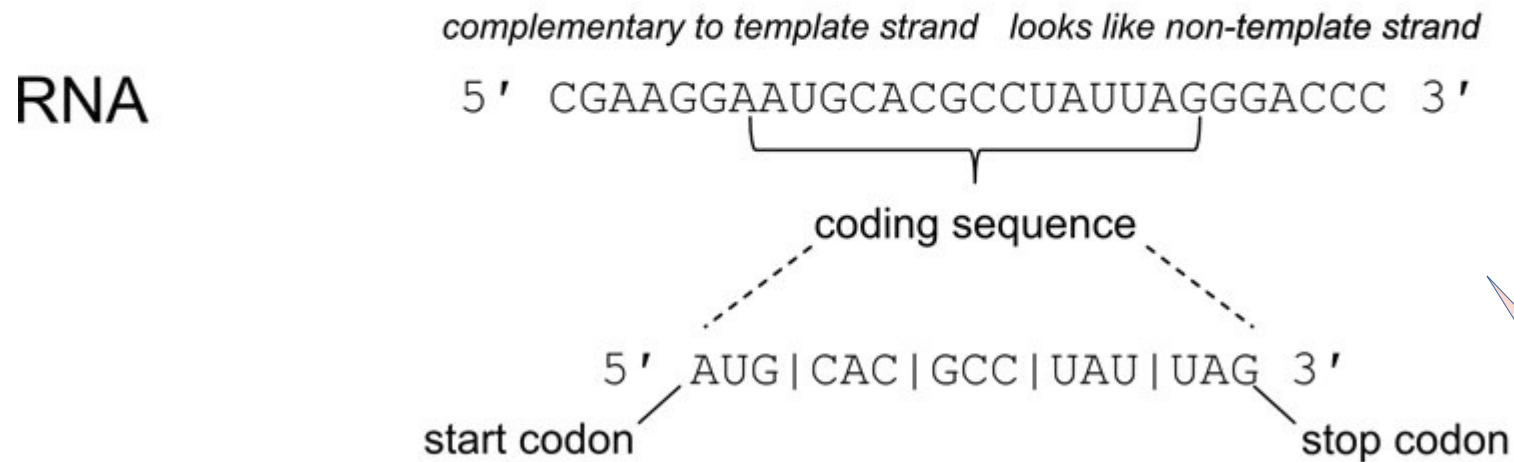 complementary to template strand looks like non-template strand
RNA 5' CGAAGGAAUGCACGCCUAUUAGGGACCC 3'
coding sequence
5' AUG|CAC|GCC|UAU|UAG 3'
start codon stop codon